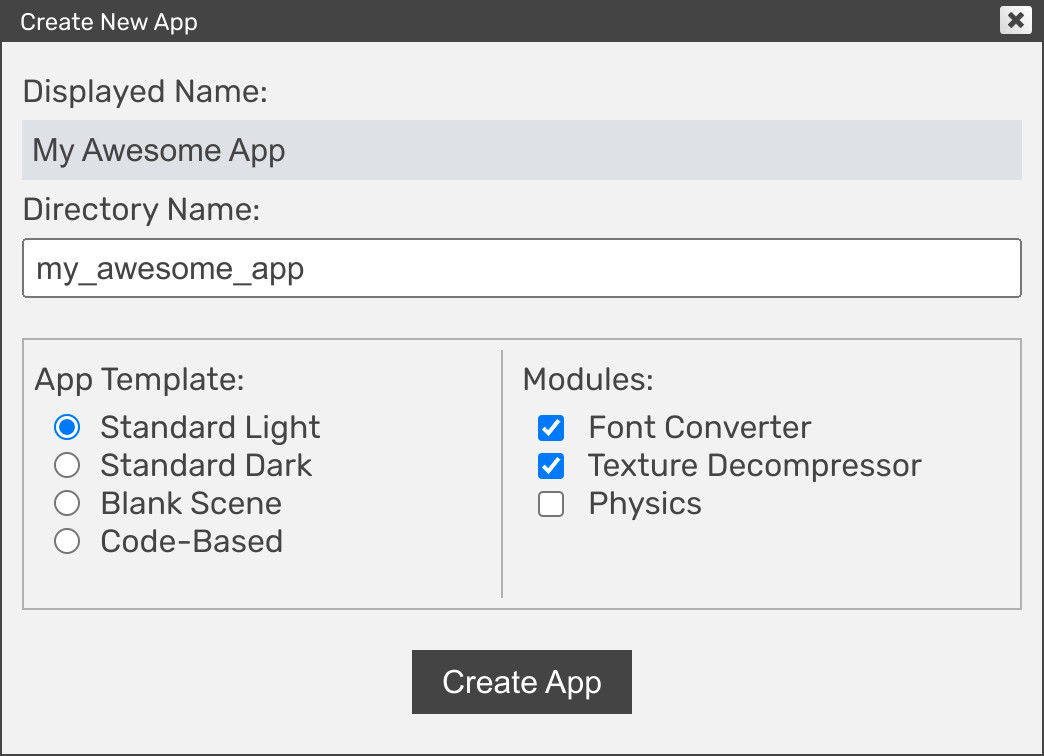 Create New App
Displayed Name:
My Awesome App
Directory Name:
my_awesome_app
App Template:
Standard Light
Standard Dark
Blank Scene
Code-Based
Modules:
Font Converter
Texture Decompressor
Physics
Create App